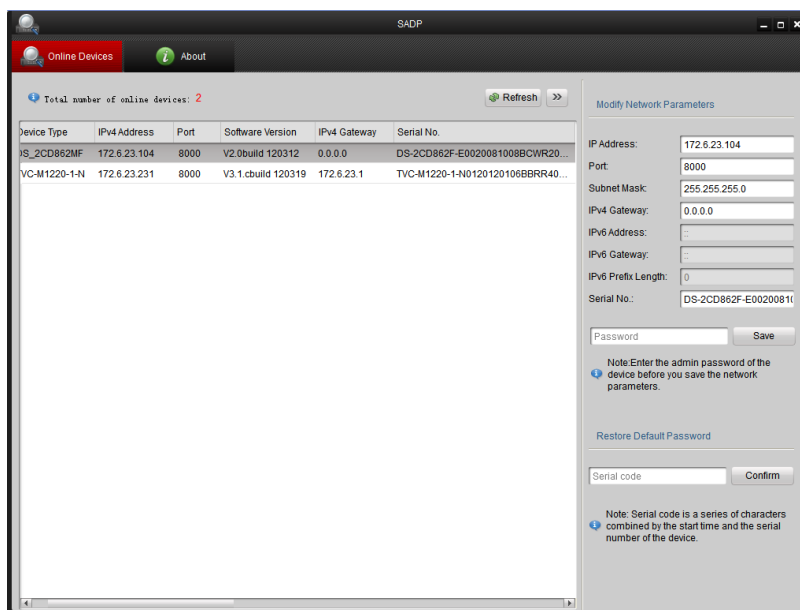 SADP
Online Devices
About
Total number of online devices: 2
Refresh
>>
Device Type IPv4 Address Port Software Version IPv4 Gateway Serial No.
DS_2CD862MF 172.6.23.104 8000 V2.0build 120312 0.0.0.0 DS-2CD862F-E0020081008BCWR20...
TVC-M1220-1-N 172.6.23.231 8000 V3.1.cbuild 120319 172.6.23.1 TVC-M1220-1-N0120120106BBRR40...
Modify Network Parameters
IP Address: 172.6.23.104
Port: 8000
Subnet Mask: 255.255.255.0
IPv4 Gateway: 0.0.0.0
IPv6 Address: ::
IPv6 Gateway: ::
IPv6 Prefix Length: 0
Serial No.: DS-2CD862F-E0020081(
Password Save
Note:Enter the admin password of the
device before you save the network
parameters.
Restore Default Password
Serial code Confirm
Note: Serial code is a series of characters
combined by the start time and the serial
number of the device.